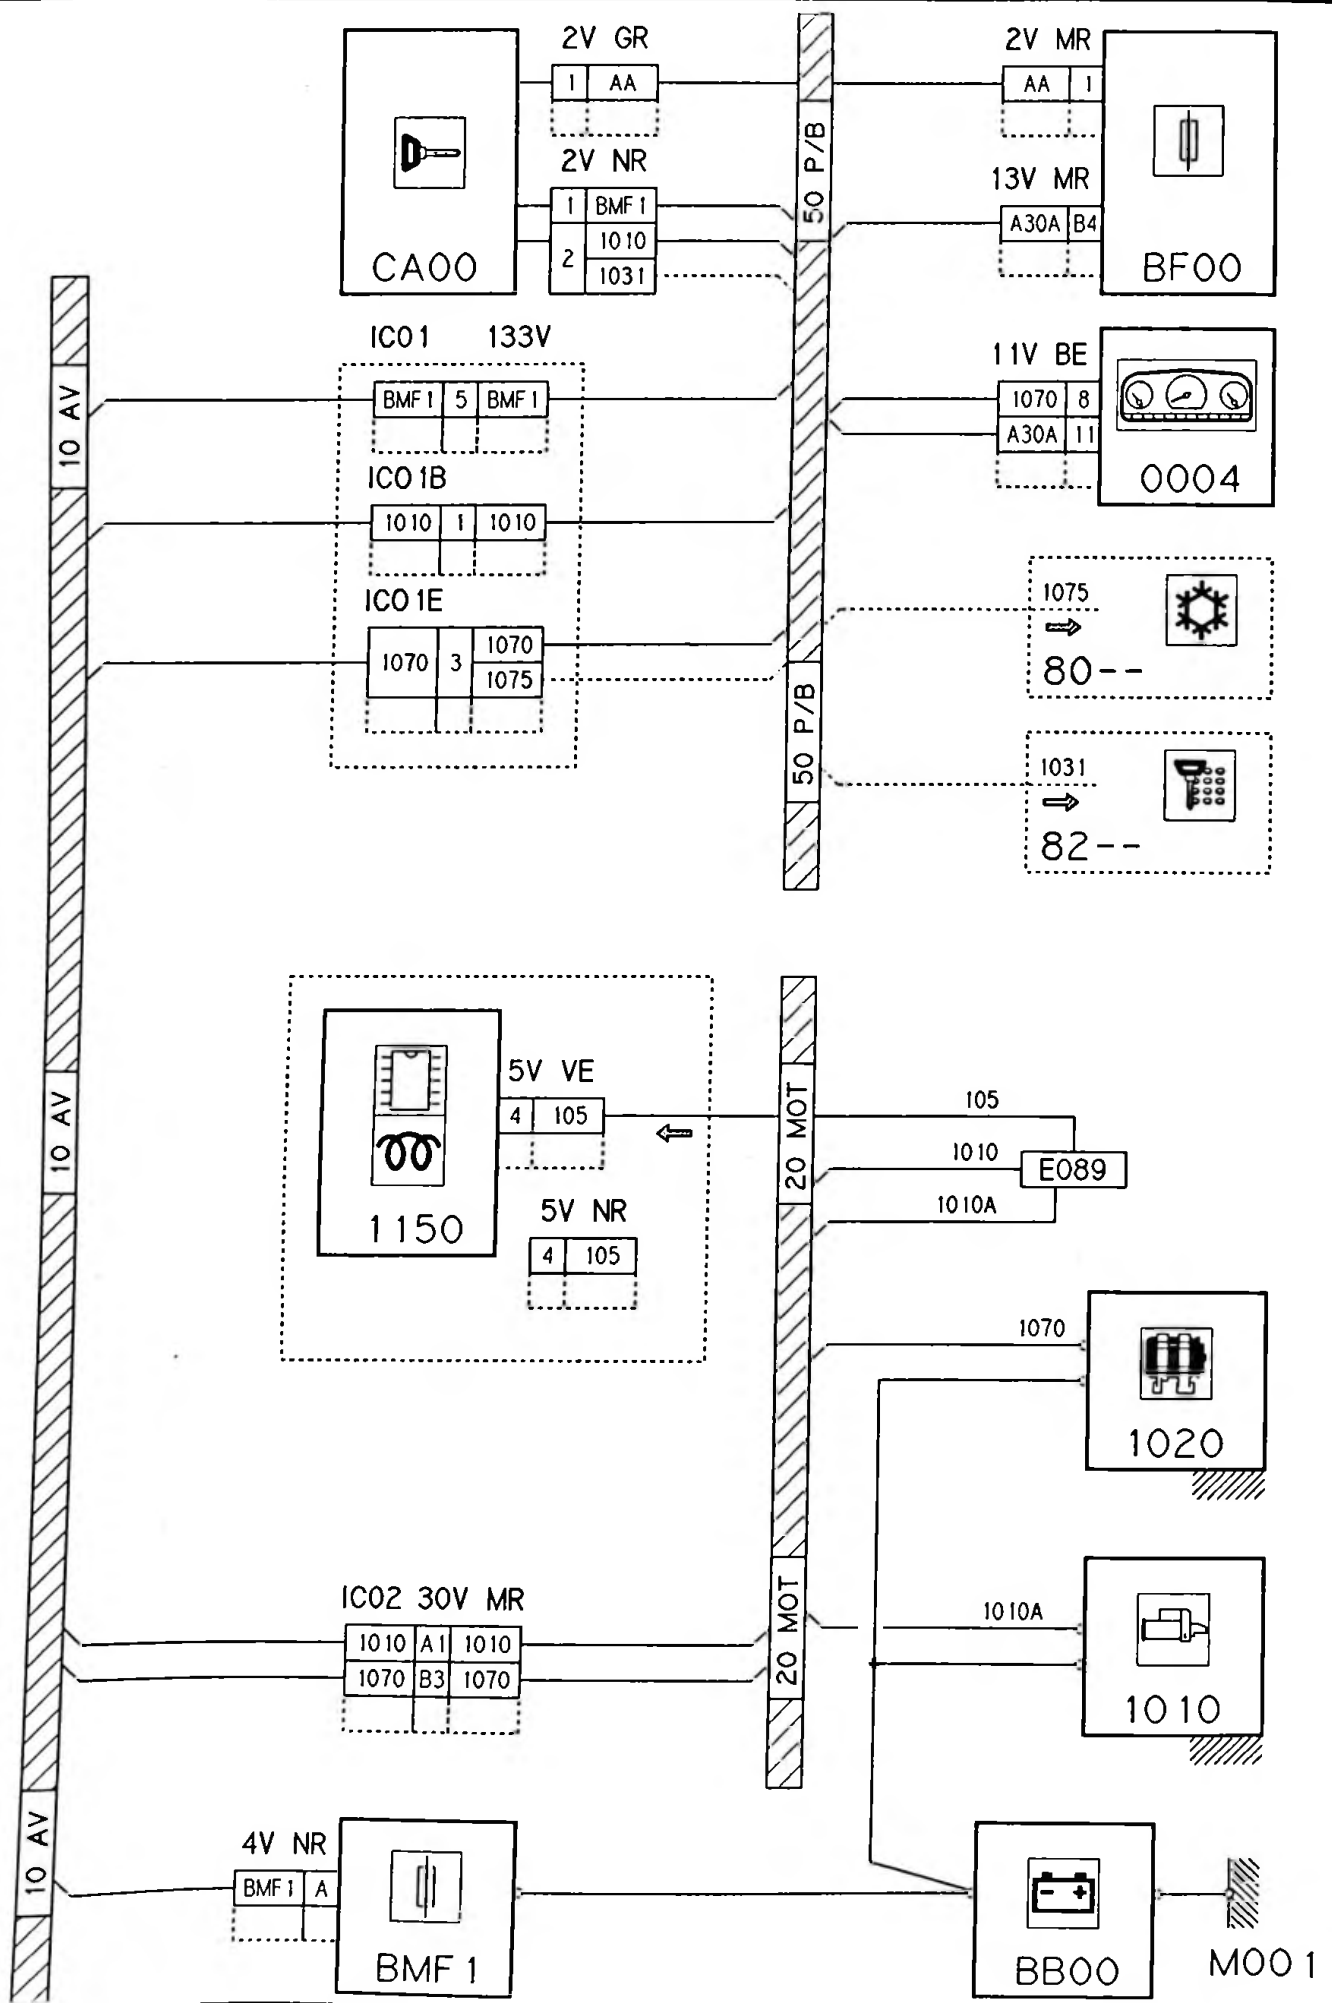 2V GR
1 AA
2V NR
1 BMF1
2 1010
1031
CA00
50 P/B
2V MR
AA 1
13V MR
A30A B4
BF00
10 AV
IC01 133V
BMF1 5 BMF1
IC01B
1010 1 1010
IC01E
1070 3 1070
1075
11V BE
1070 8
A30A 11
0004
50 P/B
1075
80--
1031
82--
10 AV
5V VE
4 105
1150
5V NR
4 105
20 MOT
105
1010
E089
1010A
1070
1020
IC02 30V MR
1010 A1 1010
1070 B3 1070
20 MOT
1010A
1010
10 AV
4V NR
BMF1 A
BMF1
- +
BB00
M001